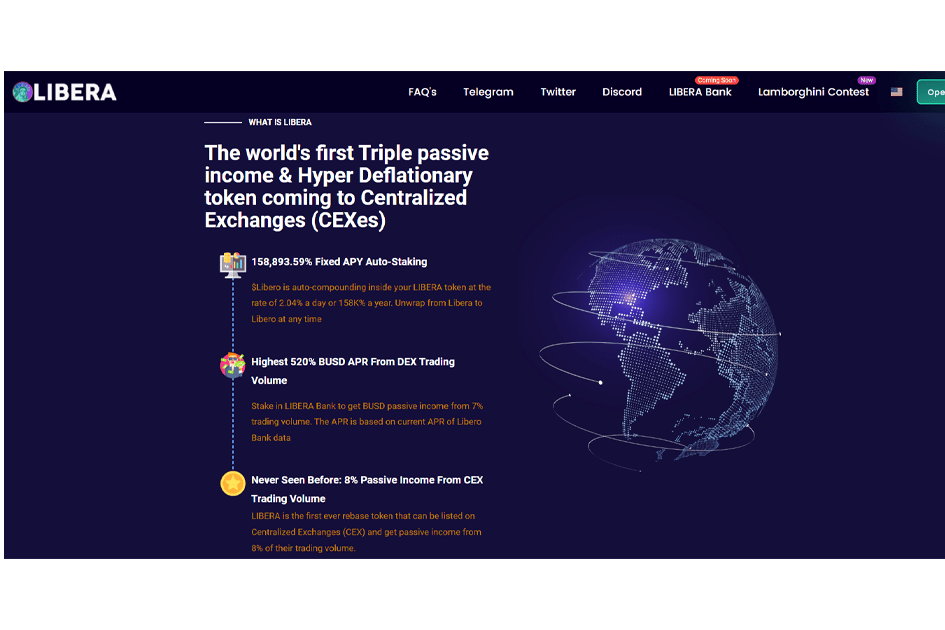 LIBERA
FAQ's
Telegram
Twitter
Discord
Coming Soon
LIBERA Bank
New
Lamborghini Contest
Ope
WHAT IS LIBERA
The world's first Triple passive
income & Hyper Deflationary
token coming to Centralized
Exchanges (CEXes)
158,893.59% Fixed APY Auto-Staking
$Libero is auto-compounding inside your LIBERA token at the
rate of 2.04% a day or 158K% a year. Unwrap from Libera to
Libero at any time
Highest 520% BUSD APR From DEX Trading
Volume
Stake in LIBERA Bank to get BUSD passive income from 7%
trading volume. The APR is based on current APR of Libero
Bank data
Never Seen Before: 8% Passive Income From CEX
Trading Volume
LIBERA is the first ever rebase token that can be listed on
Centralized Exchanges (CEX) and get passive income from
8% of their trading volume.